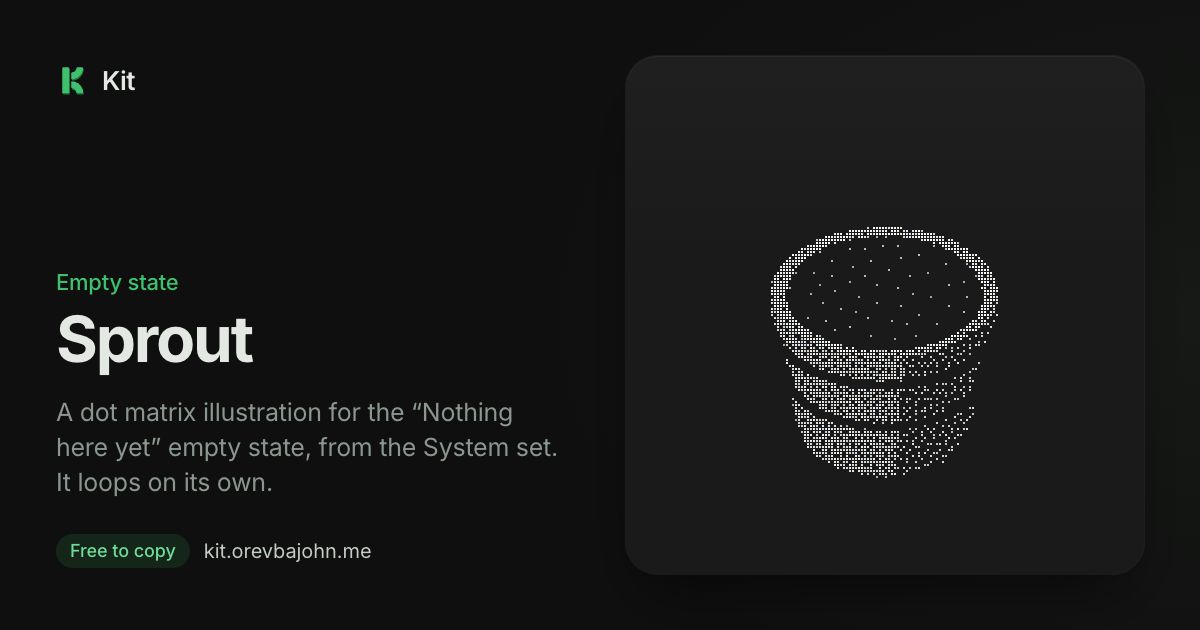 Kit
Empty state
Sprout
A dot matrix illustration for the “Nothing
here yet” empty state, from the System set.
It loops on its own.
Free to copy
kit.orevbajohn.me